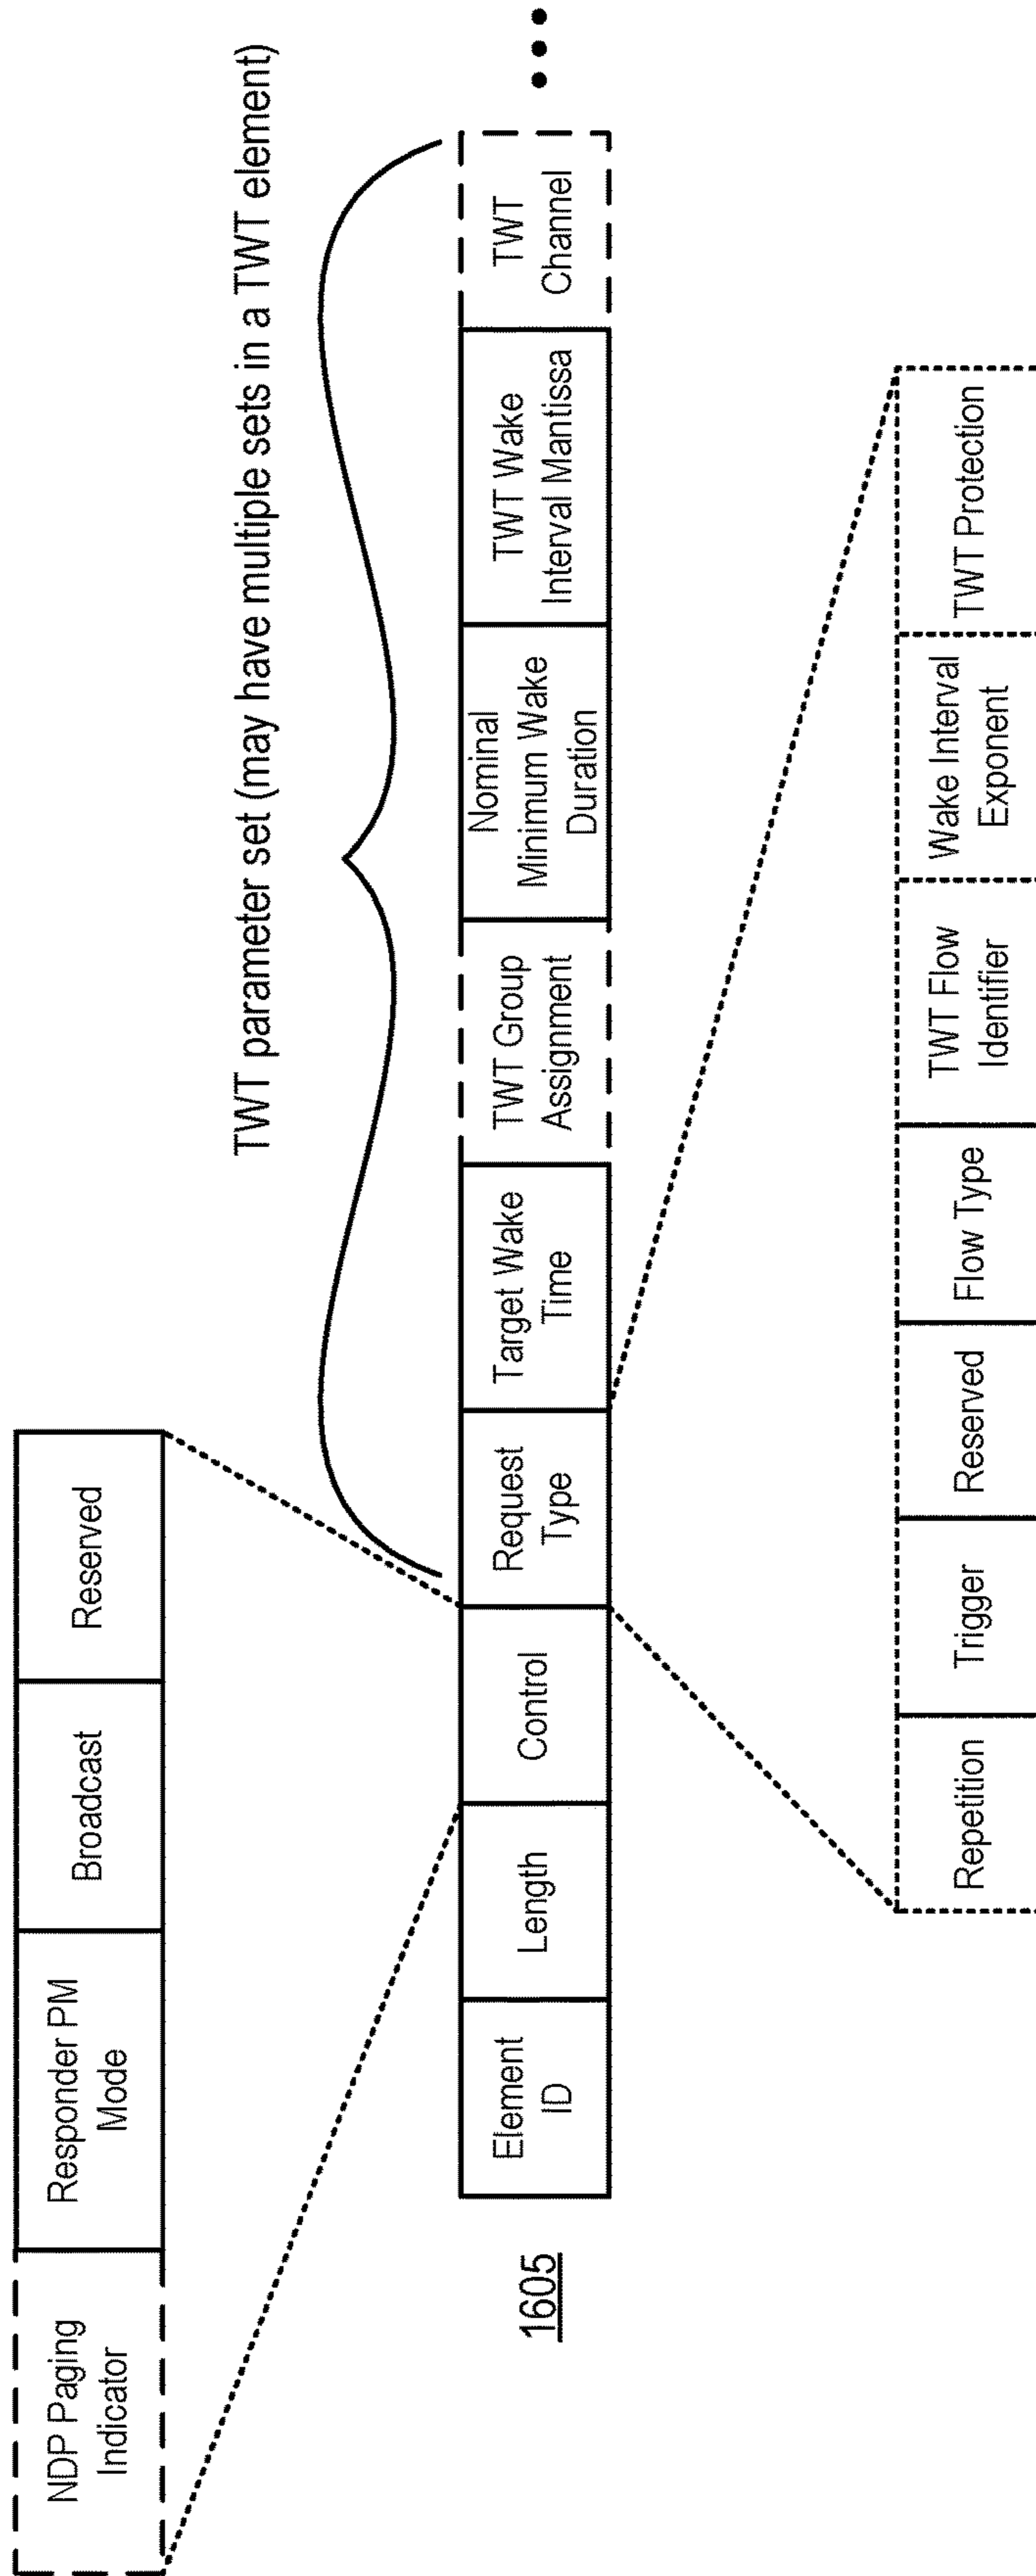 NDP Paging
Indicator
Responder PM
Mode
Broadcast
Reserved
TWT parameter set (may have multiple sets in a TWT element)
1605
Element
ID
Length
Control
Request
Type
Target Wake
Time
TWT Group
Assignment
Nominal
Minimum Wake
Duration
TWT Wake
Interval Mantissa
TWT
Channel
Repetition
Trigger
Reserved
Flow Type
TWT Flow
Identifier
Wake Interval
Exponent
TWT Protection